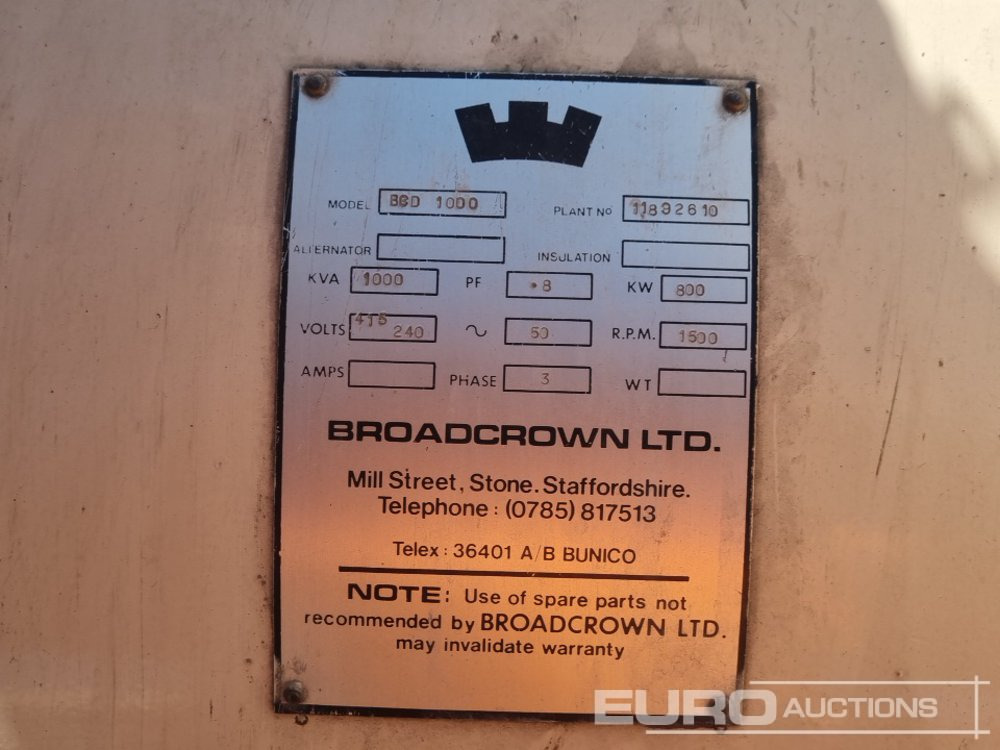 MODEL BCD 1000 PLANT No 11892610
ALTERNATOR INSULATION
KVA 1000 PF .8 KW 800
VOLTS 415 240 ~ 50 R.P.M. 1500
AMPS PHASE 3 WT
BROADCROWN LTD.
Mill Street, Stone. Staffordshire.
Telephone : (0785) 817513
Telex : 36401 A/B BUNICO
NOTE: Use of spare parts not
recommended by BROADCROWN LTD.
may invalidate warranty
EURO AUCTIONS